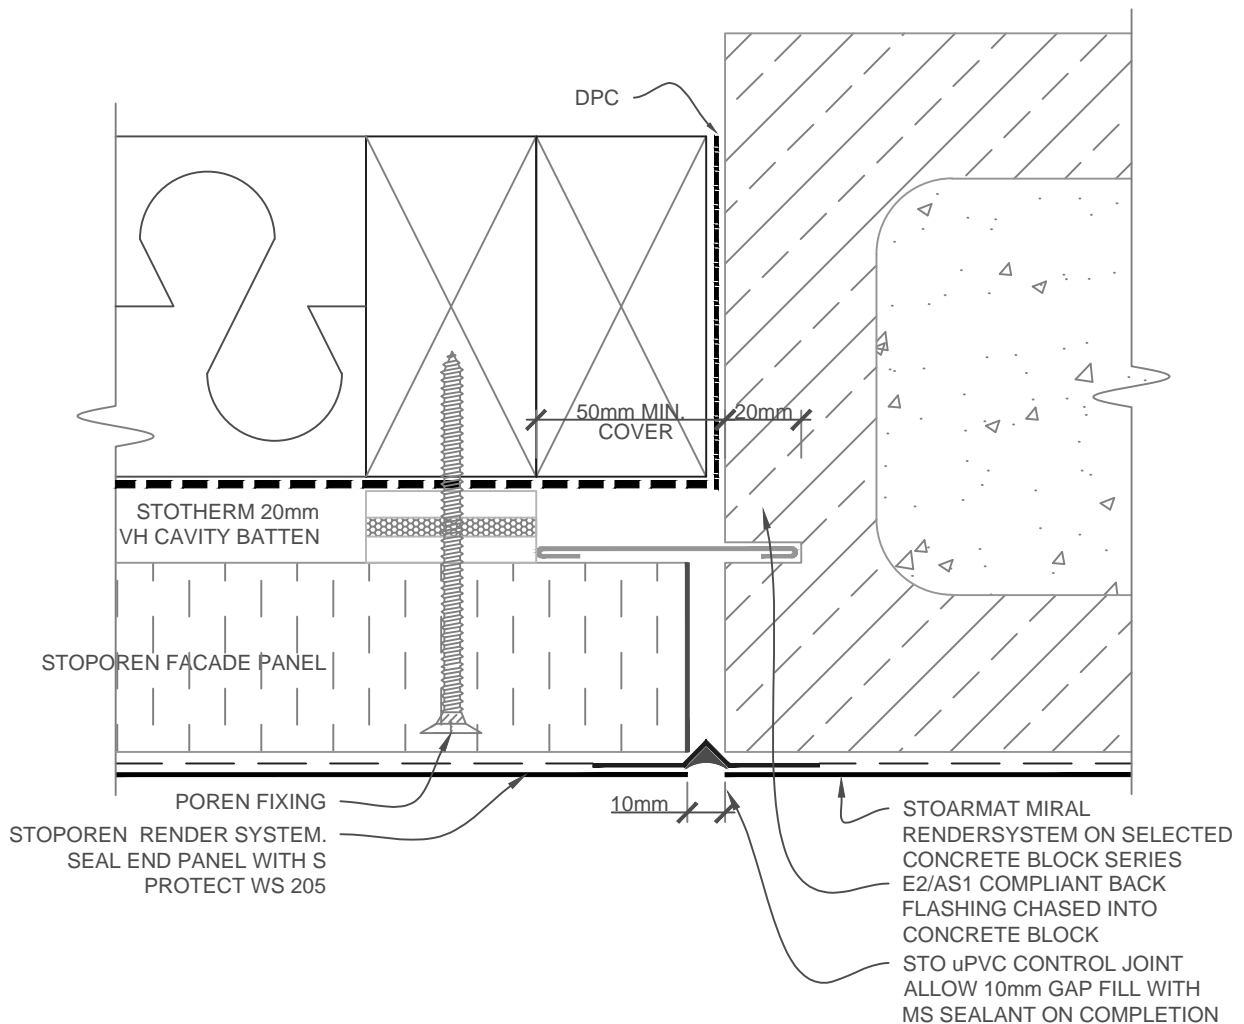 DPC
50mm MIN.
COVER
20mm
STOTHERM 20mm
VH CAVITY BATTEN
STOPOREN FACADE PANEL
POREN FIXING
STOPOREN RENDER SYSTEM.
SEAL END PANEL WITH S
PROTECT WS 205
10mm
STOARMAT MIRAL
RENDERSYSTEM ON SELECTED
CONCRETE BLOCK SERIES
E2/AS1 COMPLIANT BACK
FLASHING CHASED INTO
CONCRETE BLOCK
STO uPVC CONTROL JOINT
ALLOW 10mm GAP FILL WITH
MS SEALANT ON COMPLETION